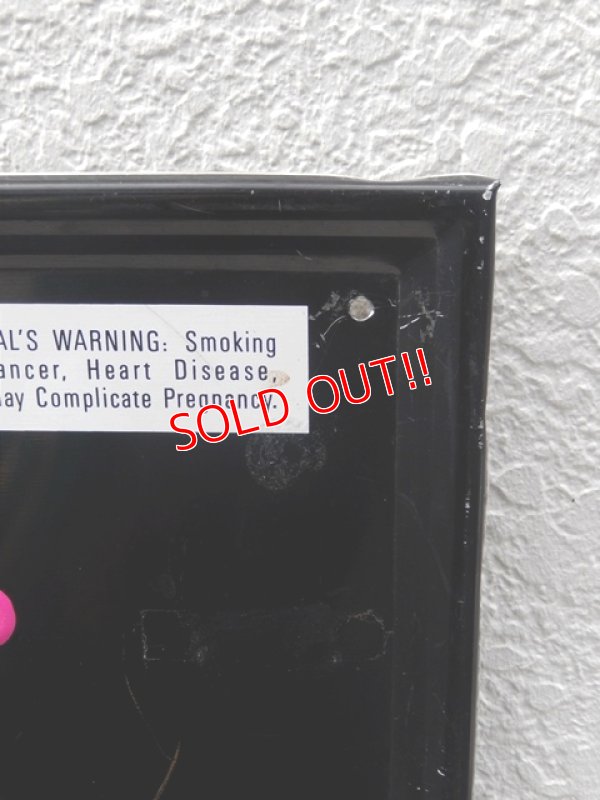 AL'S WARNING: Smoking
ancer, Heart Disease,
ay Complicate Pregnancy.
SOLD OUT!!